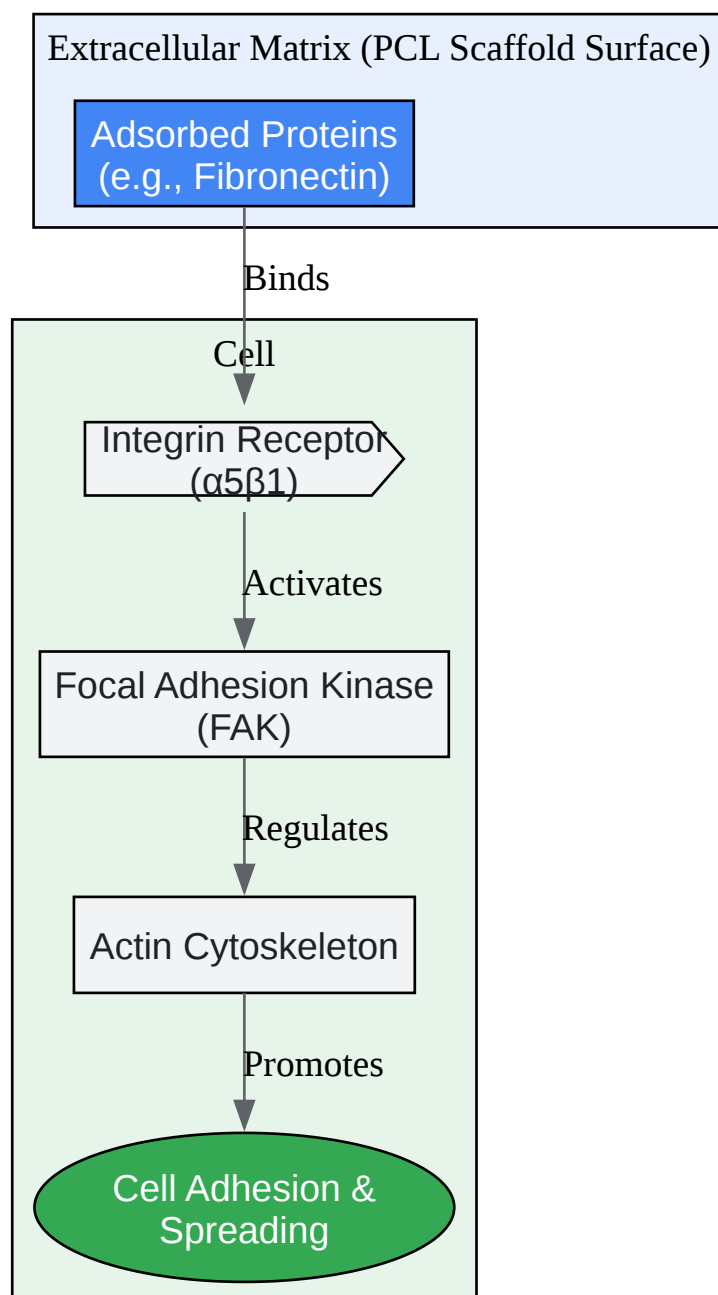 Extracellular Matrix (PCL Scaffold Surface)
Adsorbed Proteins
(e.g., Fibronectin)
Binds
Cell
Integrin Receptor
(α5β1)
Activates
Focal Adhesion Kinase
(FAK)
Regulates
Actin Cytoskeleton
Promotes
Cell Adhesion &
Spreading